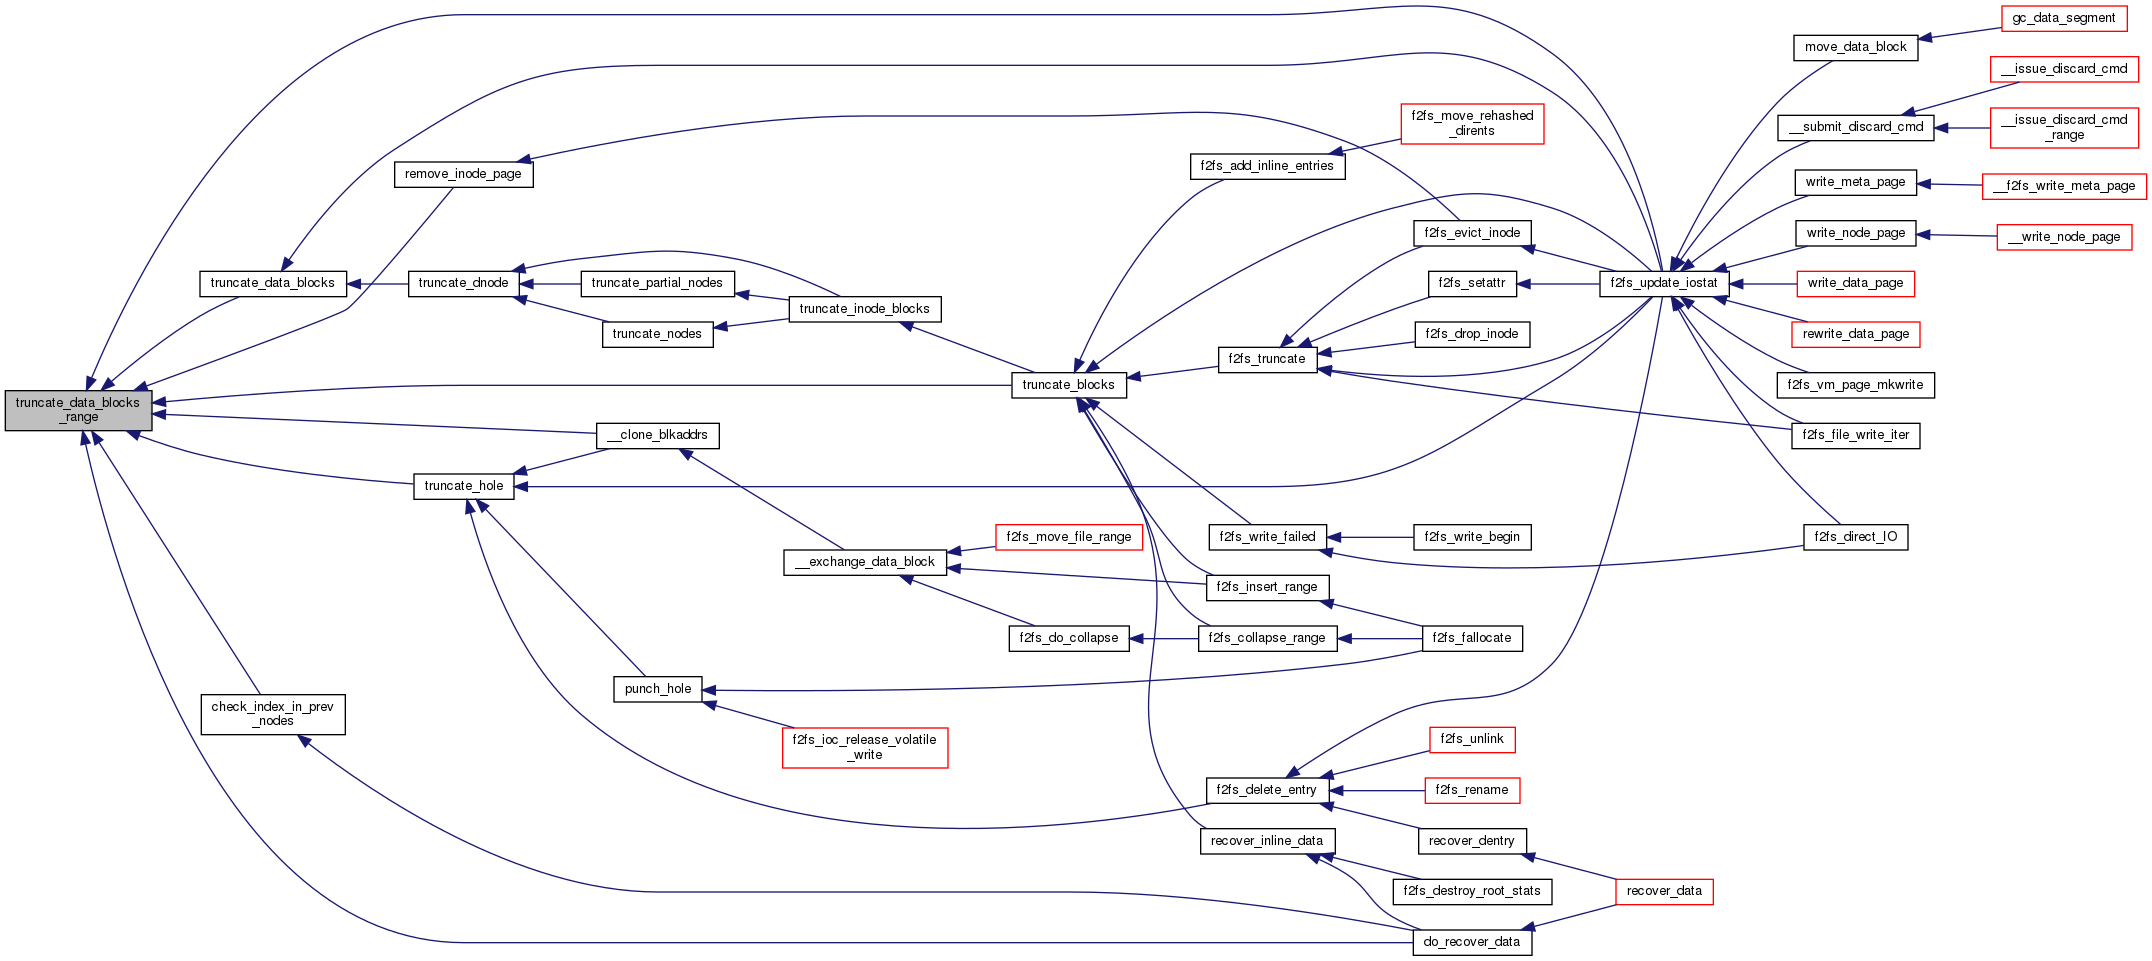 gc_data_segment
move_data_block
__issue_discard_cmd
f2fs_move_rehashed
_dirents
__issue_discard_cmd
_range
__submit_discard_cmd
f2fs_add_inline_entries
remove_inode_page
write_meta_page
__f2fs_write_meta_page
f2fs_evict_inode
write_node_page
__write_node_page
truncate_data_blocks
truncate_dnode
truncate_partial_nodes
f2fs_setattr
f2fs_update_iostat
write_data_page
truncate_inode_blocks
truncate_nodes
f2fs_drop_inode
rewrite_data_page
f2fs_truncate
truncate_blocks
f2fs_vm_page_mkwrite
truncate_data_blocks
_range
__clone_blkaddrs
f2fs_file_write_iter
truncate_hole
f2fs_move_file_range
f2fs_write_failed
f2fs_write_begin
f2fs_direct_IO
__exchange_data_block
f2fs_insert_range
f2fs_do_collapse
f2fs_collapse_range
f2fs_fallocate
punch_hole
check_index_in_prev
_nodes
f2fs_ioc_release_volatile
_write
f2fs_unlink
f2fs_delete_entry
f2fs_rename
recover_inline_data
recover_dentry
f2fs_destroy_root_stats
recover_data
do_recover_data